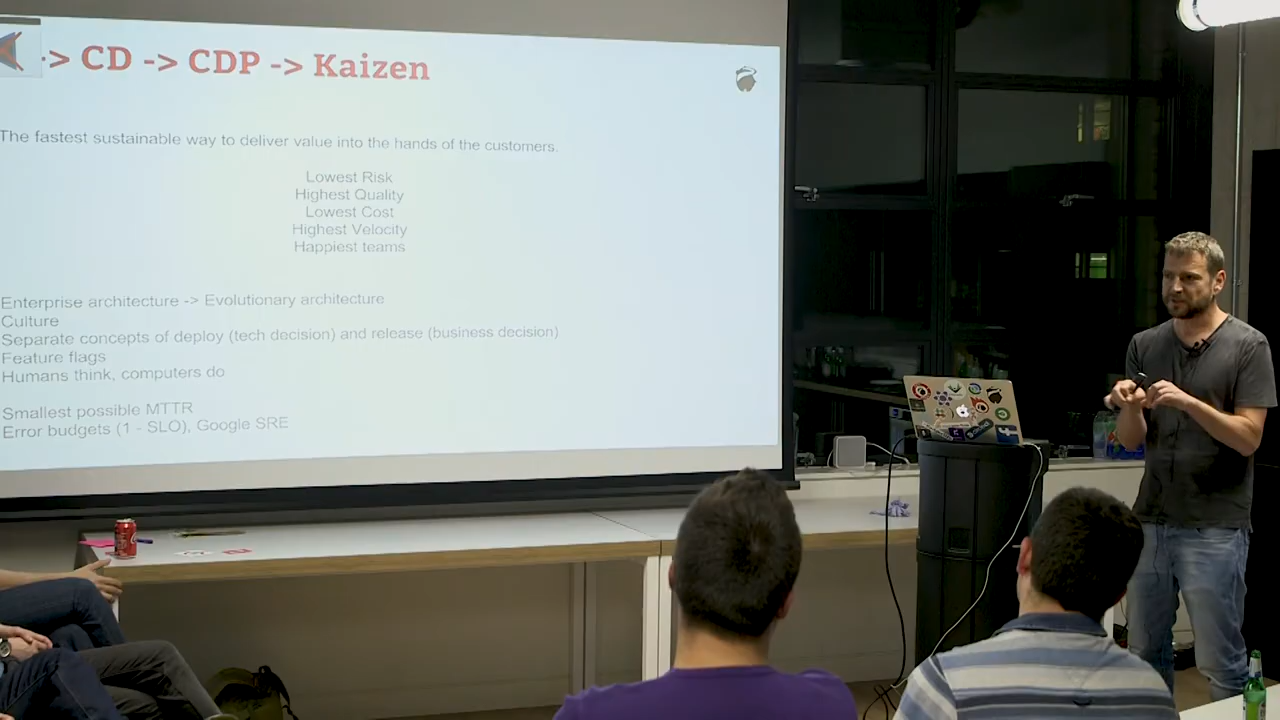 -> CD -> CDP -> Kaizen
The fastest sustainable way to deliver value into the hands of the customers.
Lowest Risk
Highest Quality
Lowest Cost
Highest Velocity
Happiest teams
Enterprise architecture -> Evolutionary architecture
Culture
Separate concepts of deploy (tech decision) and release (business decision)
Feature flags
Humans think, computers do
Smallest possible MTTR
Error budgets (1 - SLO), Google SRE